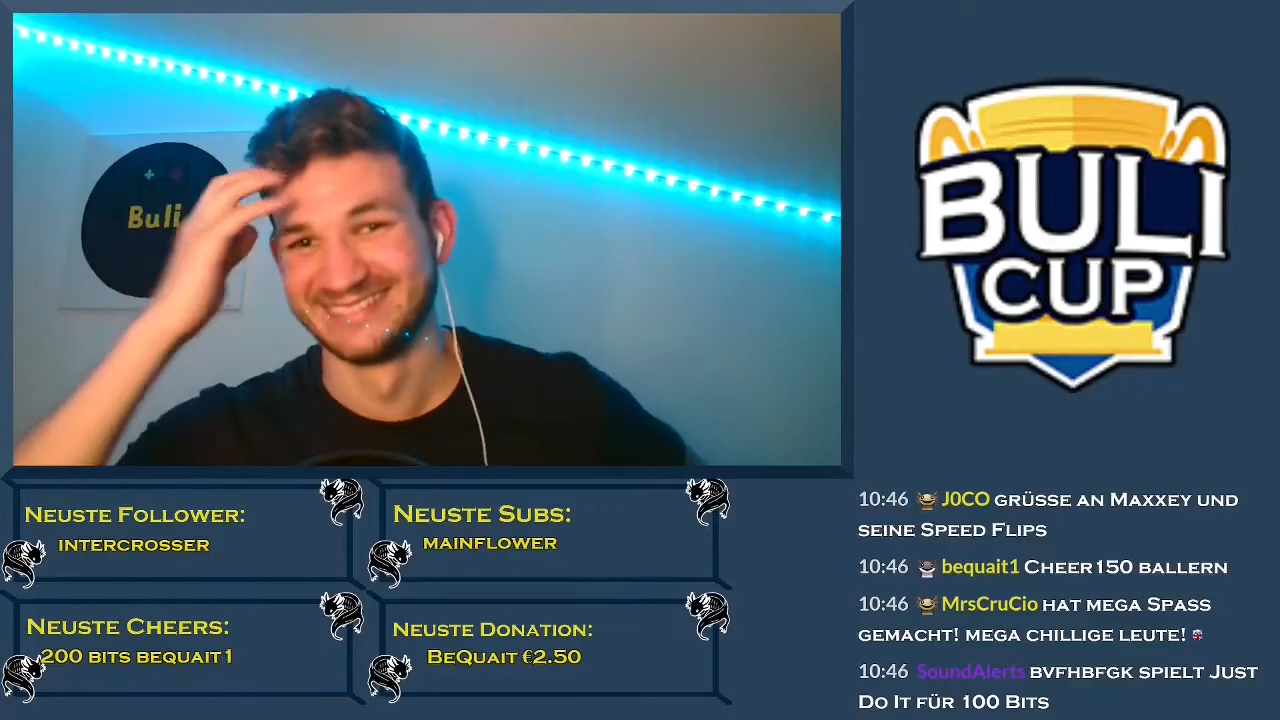 Buli
BULI
CUP
NEUSTE FOLLOWER:
INTERCROSSER
NEUSTE SUBS:
MAINFLOWER
NEUSTE CHEERS:
200 BITS BEQUAIT1
NEUSTE DONATION:
BEQUAIT €2.50
10:46 J0CO GRÜSSE AN MAXXEY UND
SEINE SPEED FLIPS
10:46 bequait1 CHEER150 BALLERN
10:46 MrsCruCio HAT MEGA SPASS
GEMACHT! MEGA CHILLIGE LEUTE!
10:46 SoundAlerts BVFHBFGK SPIELT JUST
DO IT FÜR 100 BITS